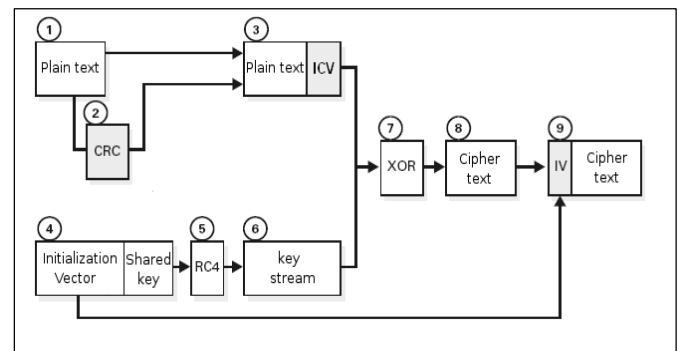 1
Plain text
2
CRC
3
Plain text ICV
4
Initialization
Vector
Shared
key
5
RC4
6
key
stream
7
XOR
8
Cipher
text
9
IV
Cipher
text